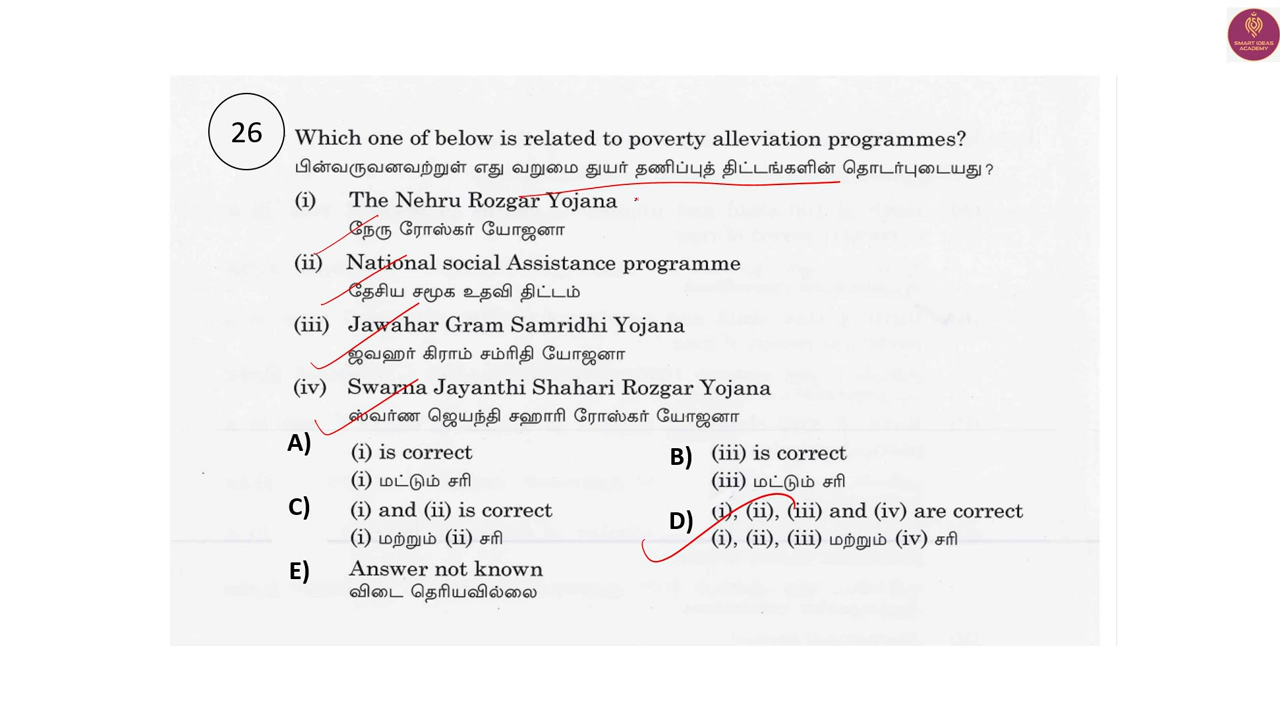 SMART IDEAS
ACADEMY
26
Which one of below is related to poverty alleviation programmes?
பின்வருவனவற்றுள் எது வறுமை துயர் தணிப்புத் திட்டங்களின் தொடர்புடையது?
(i) The Nehru Rozgar Yojana
நேரு ரோஸ்கர் யோஜனா
(ii) National social Assistance programme
தேசிய சமூக உதவி திட்டம்
(iii) Jawahar Gram Samridhi Yojana
ஜவஹர் கிராம் சம்ரிதி யோஜனா
(iv) Swarna Jayanthi Shahari Rozgar Yojana
ஸ்வர்ண ஜெயந்தி சஹாரி ரோஸ்கர் யோஜனா
A) (i) is correct
(i) மட்டும் சரி
B) (iii) is correct
(iii) மட்டும் சரி
C) (i) and (ii) is correct
(i) மற்றும் (ii) சரி
D) (i), (ii), (iii) and (iv) are correct
(i), (ii), (iii) மற்றும் (iv) சரி
E) Answer not known
விடை தெரியவில்லை